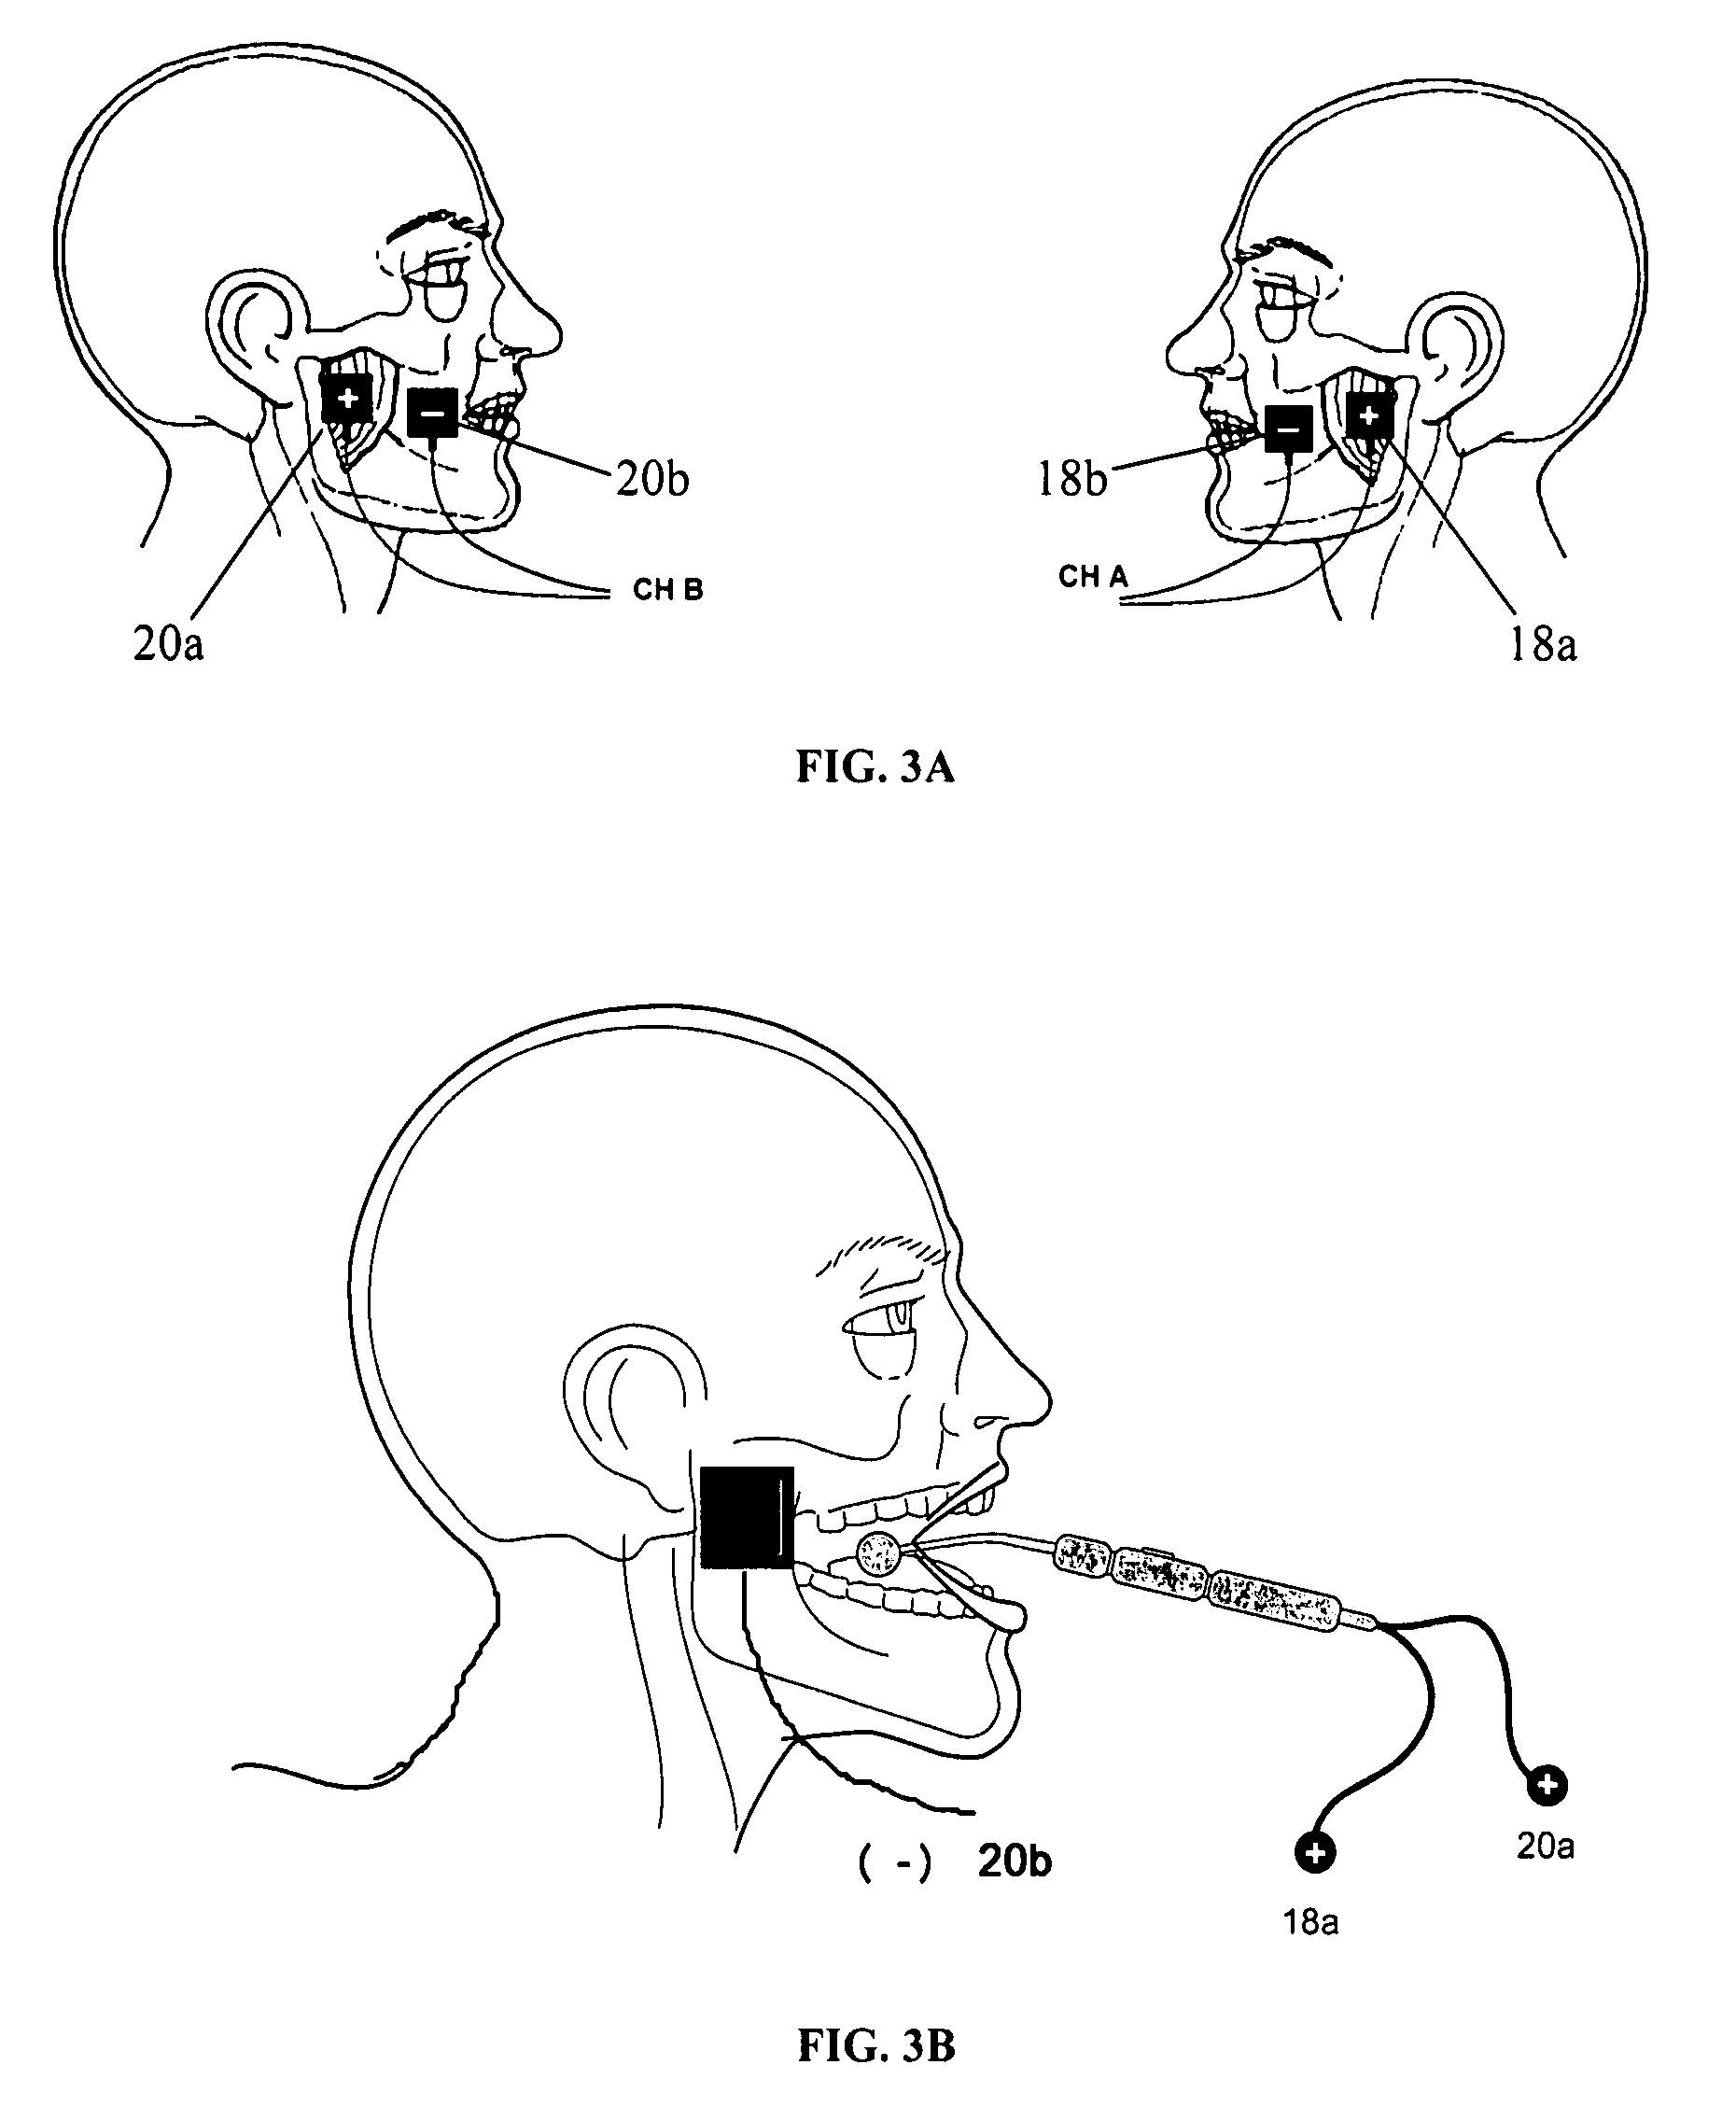 +
−
+
−
20b
18b
CH B
CH A
20a
18a
FIG. 3A
+
20a
(-) 20b
+
18a
FIG. 3B